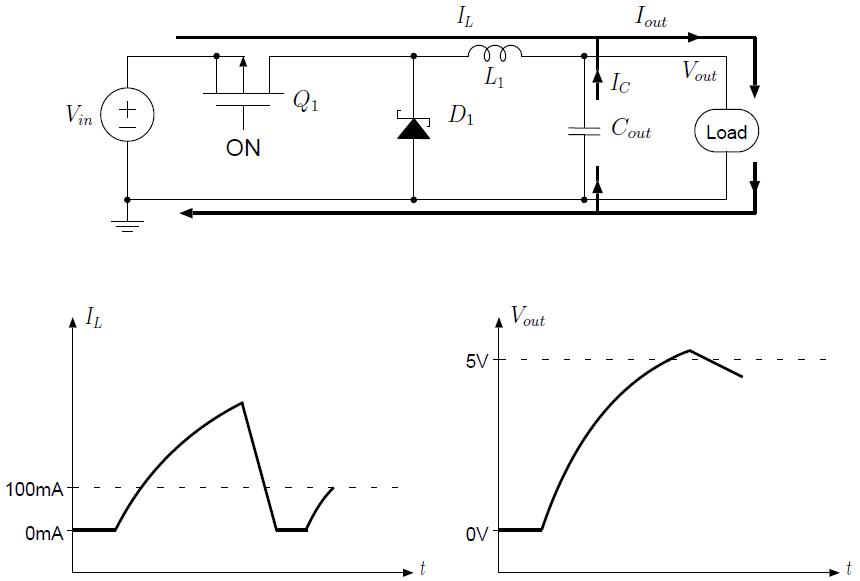 I_L
I_out
V_in
Q_1
ON
D_1
L_1
I_C
C_out
V_out
Load
I_L
100mA
0mA
t
V_out
5V
0V
t